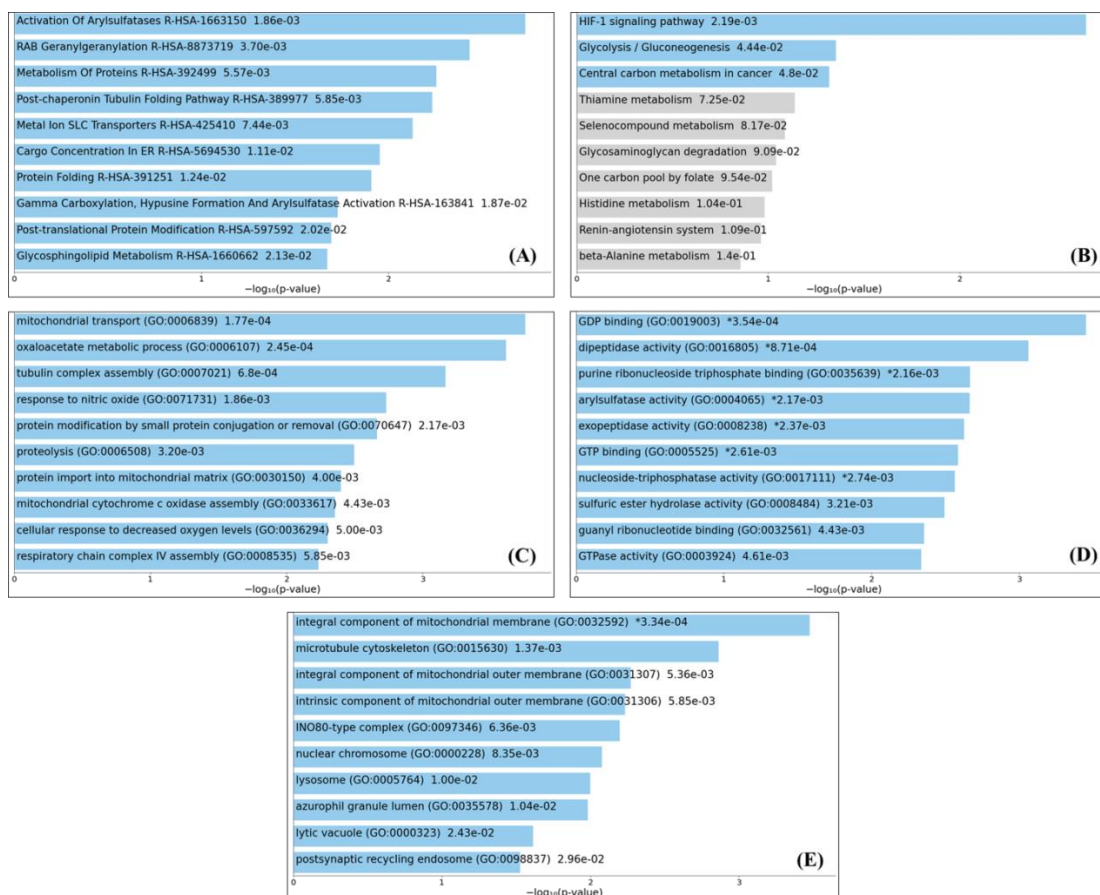 Activation Of Arylsulfatases R-HSA-1663150 1.86e-03
RAB Geranylgeranylation R-HSA-8873719 3.70e-03
Metabolism Of Proteins R-HSA-392499 5.57e-03
Post-chaperonin Tubulin Folding Pathway R-HSA-389977 5.85e-03
Metal Ion SLC Transporters R-HSA-425410 7.44e-03
Cargo Concentration In ER R-HSA-5694530 1.11e-02
Protein Folding R-HSA-391251 1.24e-02
Gamma Carboxylation, Hypusine Formation And Arylsulfatase Activation R-HSA-163841 1.87e-02
Post-translational Protein Modification R-HSA-597592 2.02e-02
Glycosphingolipid Metabolism R-HSA-1660662 2.13e-02
(A)
0 1 2
−log₁₀(p-value)
HIF-1 signaling pathway 2.19e-03
Glycolysis / Gluconeogenesis 4.44e-02
Central carbon metabolism in cancer 4.8e-02
Thiamine metabolism 7.25e-02
Selenocompound metabolism 8.17e-02
Glycosaminoglycan degradation 9.09e-02
One carbon pool by folate 9.54e-02
Histidine metabolism 1.04e-01
Renin-angiotensin system 1.09e-01
beta-Alanine metabolism 1.4e-01
(B)
0 1 2
−log₁₀(p-value)
mitochondrial transport (GO:0006839) 1.77e-04
oxaloacetate metabolic process (GO:0006107) 2.45e-04
tubulin complex assembly (GO:0007021) 6.8e-04
response to nitric oxide (GO:0071731) 1.86e-03
protein modification by small protein conjugation or removal (GO:0070647) 2.17e-03
proteolysis (GO:0006508) 3.20e-03
protein import into mitochondrial matrix (GO:0030150) 4.00e-03
mitochondrial cytochrome c oxidase assembly (GO:0033617) 4.43e-03
cellular response to decreased oxygen levels (GO:0036294) 5.00e-03
respiratory chain complex IV assembly (GO:0008535) 5.85e-03
(C)
0 1 2 3
−log₁₀(p-value)
GDP binding (GO:0019003) *3.54e-04
dipeptidase activity (GO:0016805) *8.71e-04
purine ribonucleoside triphosphate binding (GO:0035639) *2.16e-03
arylsulfatase activity (GO:0004065) *2.17e-03
exopeptidase activity (GO:0008238) *2.37e-03
GTP binding (GO:0005525) *2.61e-03
nucleoside-triphosphatase activity (GO:0017111) *2.74e-03
sulfuric ester hydrolase activity (GO:0008484) 3.21e-03
guanyl ribonucleotide binding (GO:0032561) 4.43e-03
GTPase activity (GO:0003924) 4.61e-03
(D)
0 1 2 3
−log₁₀(p-value)
integral component of mitochondrial membrane (GO:0032592) *3.34e-04
microtubule cytoskeleton (GO:0015630) 1.37e-03
integral component of mitochondrial outer membrane (GO:0031307) 5.36e-03
intrinsic component of mitochondrial outer membrane (GO:0031306) 5.85e-03
INO80-type complex (GO:0097346) 6.36e-03
nuclear chromosome (GO:0000228) 8.35e-03
lysosome (GO:0005764) 1.00e-02
azurophil granule lumen (GO:0035578) 1.04e-02
lytic vacuole (GO:0000323) 2.43e-02
postsynaptic recycling endosome (GO:0098837) 2.96e-02
(E)
0 1 2 3
−log₁₀(p-value)